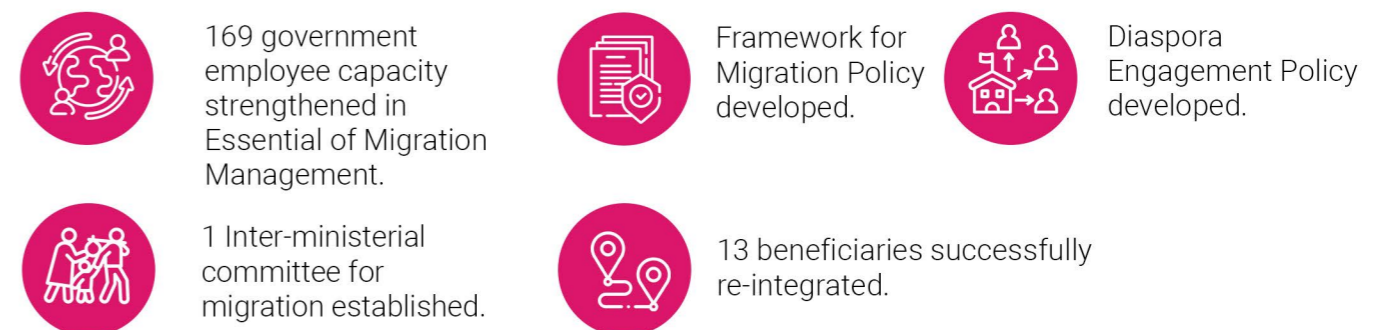 169 government
employee capacity
strengthened in
Essential of Migration
Management.
Framework for
Migration Policy
developed.
Diaspora
Engagement Policy
developed.
1 Inter-ministerial
committee for
migration established.
13 beneficiaries successfully
re-integrated.